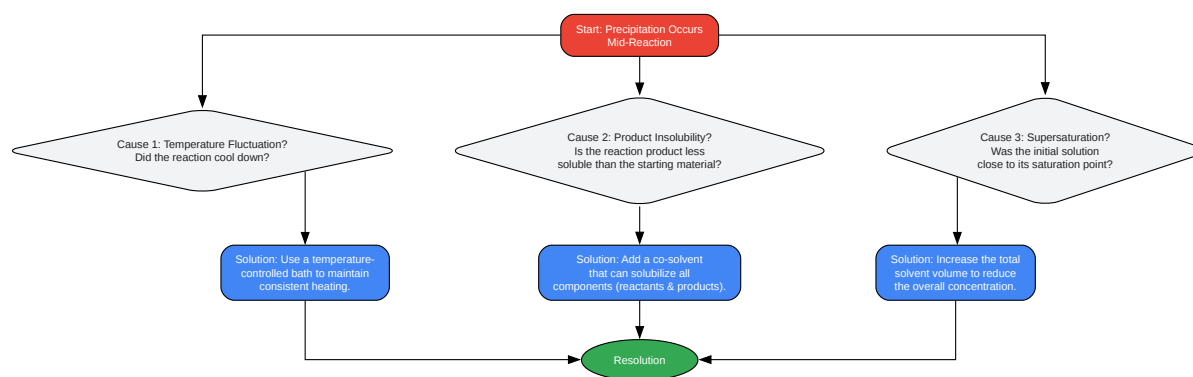 Start: Precipitation Occurs
Mid-Reaction
Cause 1: Temperature Fluctuation?
Did the reaction cool down?
Cause 2: Product Insolubility?
Is the reaction product less
soluble than the starting material?
Cause 3: Supersaturation?
Was the initial solution
close to its saturation point?
Solution: Use a temperature-
controlled bath to maintain
consistent heating.
Solution: Add a co-solvent
that can solubilize all
components (reactants & products).
Solution: Increase the total
solvent volume to reduce
the overall concentration.
Resolution